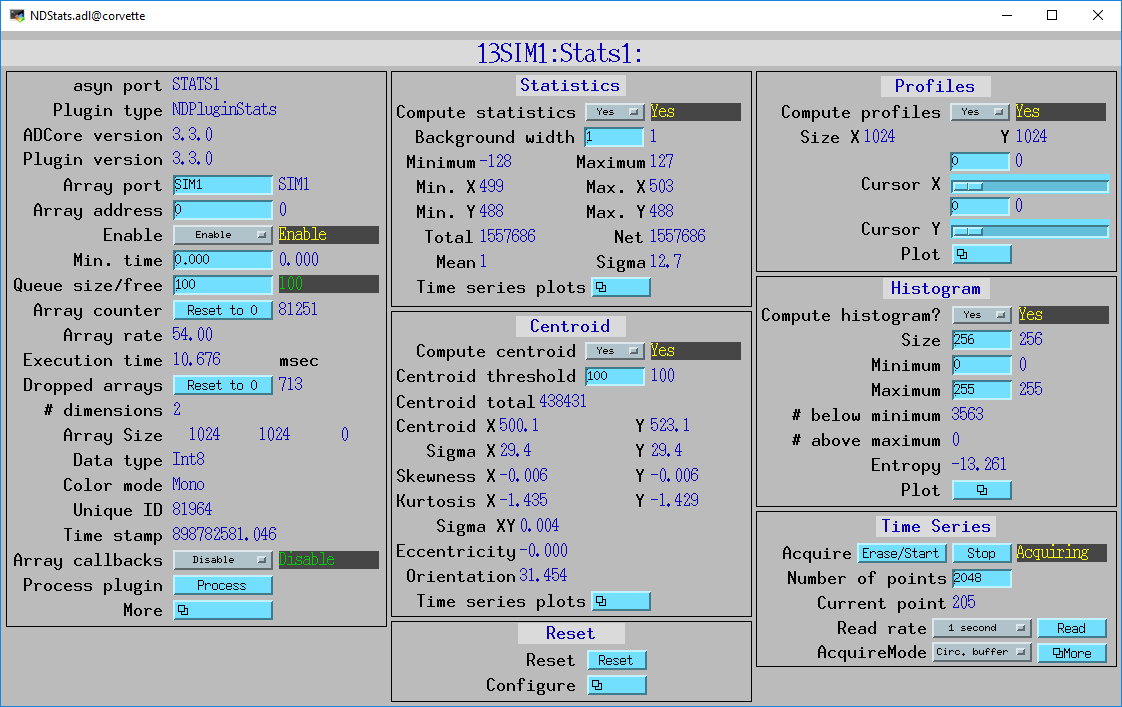 NDStats.adl@corvette
13SIM1:Stats1:
asyn port STATS1
Plugin type NDPluginStats
ADCore version 3.3.0
Plugin version 3.3.0
Array port SIM1 SIM1
Array address 0 0
Enable Enable Enable
Min. time 0.000 0.000
Queue size/free 100 100
Array counter Reset to 0 81251
Array rate 54.00
Execution time 10.676 msec
Dropped arrays Reset to 0 713
# dimensions 2
Array Size 1024 1024 0
Data type Int8
Color mode Mono
Unique ID 81964
Time stamp 898782581.046
Array callbacks Disable Disable
Process plugin Process
More
Statistics
Compute statistics Yes Yes
Background width 1 1
Minimum -128 Maximum 127
Min. X 499 Max. X 503
Min. Y 488 Max. Y 488
Total 1557686 Net 1557686
Mean 1 Sigma 12.7
Time series plots
Centroid
Compute centroid Yes Yes
Centroid threshold 100 100
Centroid total 438431
Centroid X 500.1 Y 523.1
Sigma X 29.4 Y 29.4
Skewness X -0.006 Y -0.006
Kurtosis X -1.435 Y -1.429
Sigma XY 0.004
Eccentricity -0.000
Orientation 31.454
Time series plots
Reset
Reset Reset
Configure
Profiles
Compute profiles Yes Yes
Size X 1024 Y 1024
0 0
Cursor X
0 0
Cursor Y
Plot
Histogram
Compute histogram? Yes Yes
Size 256 256
Minimum 0 0
Maximum 255 255
# below minimum 3563
# above maximum 0
Entropy -13.261
Plot
Time Series
Acquire Erase/Start Stop Acquiring
Number of points 2048
Current point 205
Read rate 1 second Read
AcquireMode Circ. buffer More